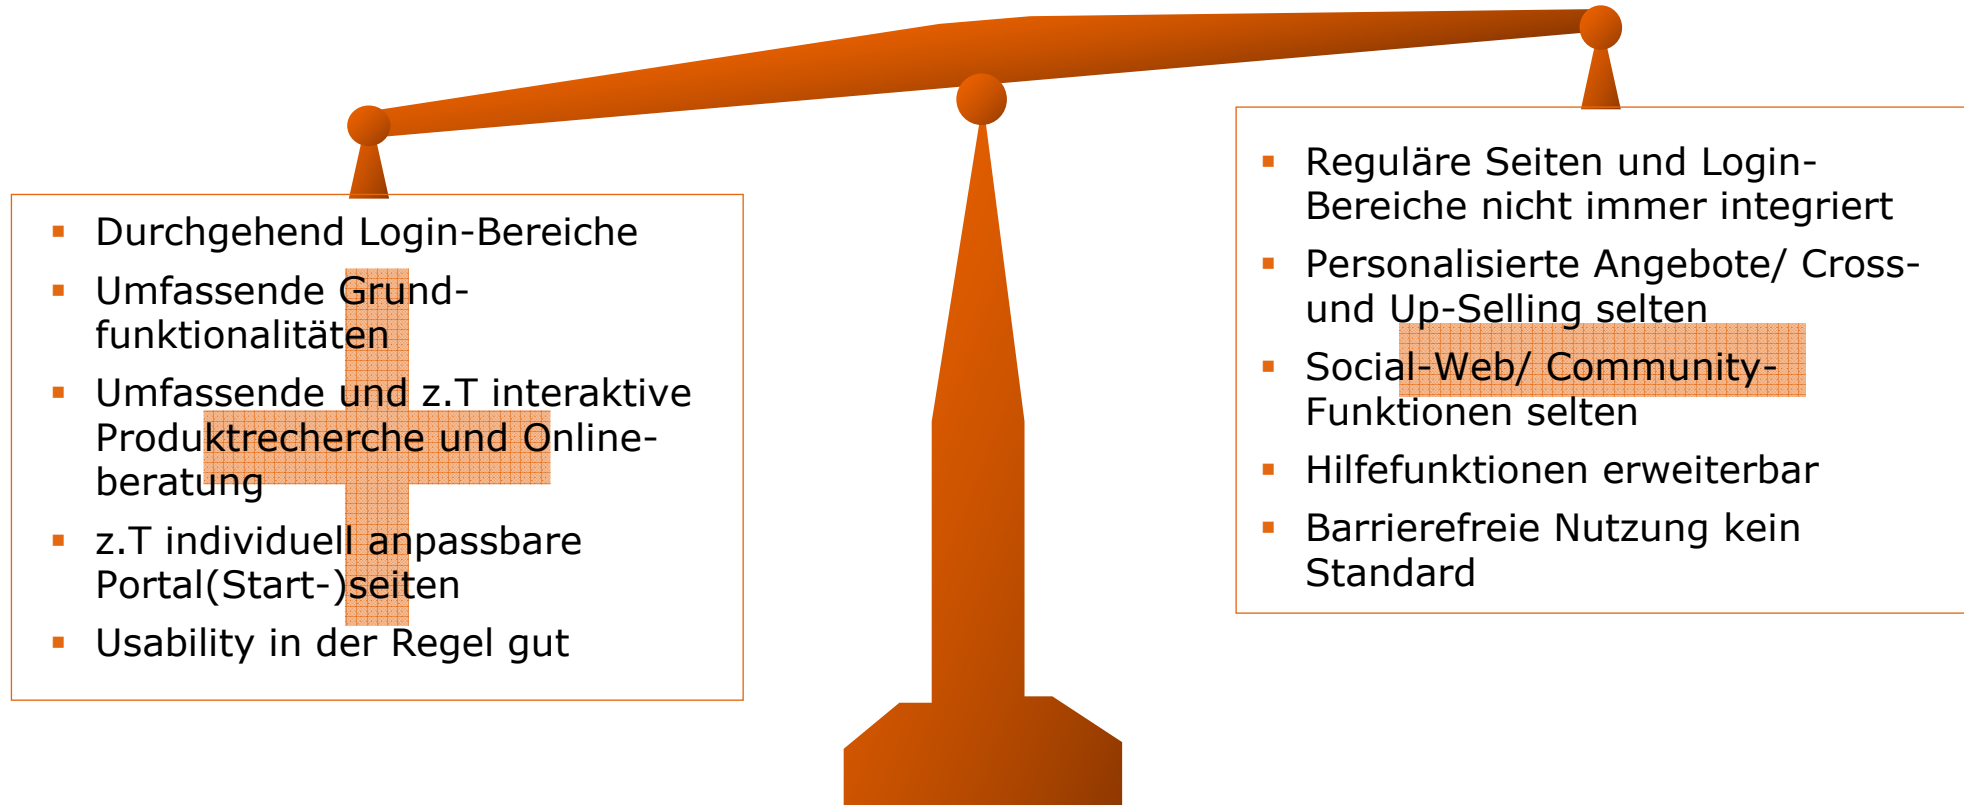 Durchgehend Login-Bereiche
Umfassende Grund-
funktionalitäten
Umfassende und z.T interaktive
Produktrecherche und Online-
beratung
z.T individuell anpassbare
Portal(Start-)seiten
Usability in der Regel gut
Reguläre Seiten und Login-
Bereiche nicht immer integriert
Personalisierte Angebote/ Cross-
und Up-Selling selten
Social-Web/ Community-
Funktionen selten
Hilfefunktionen erweiterbar
Barrierefreie Nutzung kein
Standard